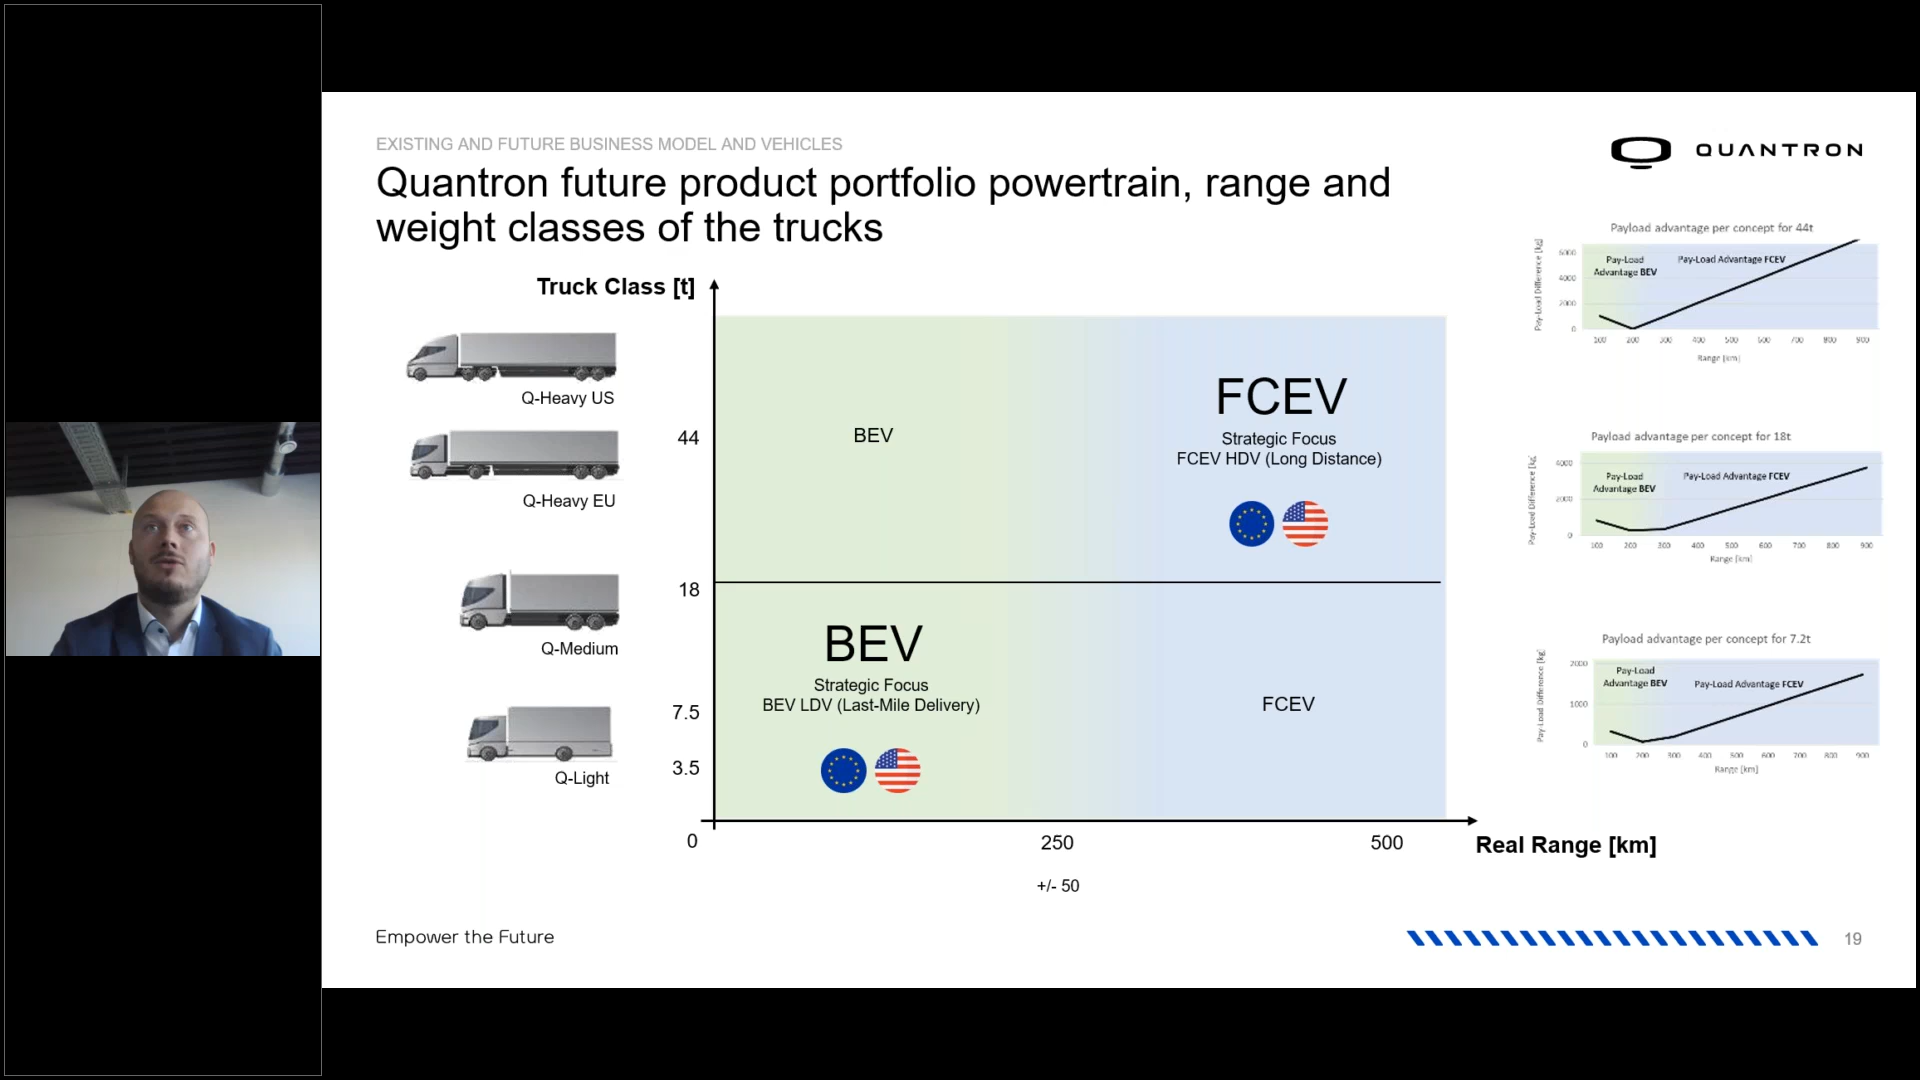 EXISTING AND FUTURE BUSINESS MODEL AND VEHICLES
Quantron future product portfolio powertrain, range and
weight classes of the trucks
QUANTRON
Truck Class [t]
Q-Heavy US
44
Q-Heavy EU
18
Q-Medium
7.5
3.5
Q-Light
0
BEV
FCEV
Strategic Focus
FCEV HDV (Long Distance)
BEV
Strategic Focus
BEV LDV (Last-Mile Delivery)
FCEV
250
500
Real Range [km]
+/- 50
Payload advantage per concept for 44t
Pay-Load Difference [kg]
6000
4000
2000
0
Pay-Load
Advantage BEV
Pay-Load Advantage FCEV
100 200 300 400 500 600 700 800 900
Range [km]
Payload advantage per concept for 18t
Pay-Load Difference [kg]
4000
2000
0
Pay-Load
Advantage BEV
Pay-Load Advantage FCEV
100 200 300 400 500 600 700 800 900
Range [km]
Payload advantage per concept for 7.2t
Pay-Load Difference [kg]
2000
1000
0
Pay-Load
Advantage BEV
Pay-Load Advantage FCEV
100 200 300 400 500 600 700 800 900
Range [km]
Empower the Future
19